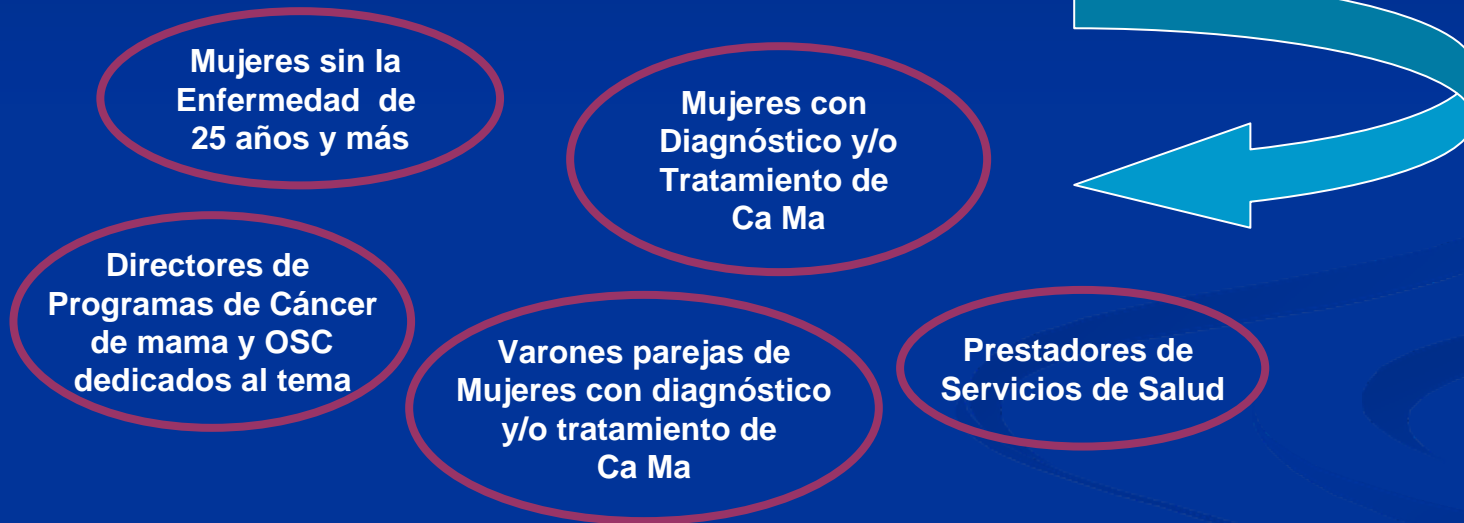 Mujeres sin la
Enfermedad de
25 años y más
Mujeres con
Diagnóstico y/o
Tratamiento de
Ca Ma
Directores de
Programas de Cáncer
de mama y OSC
dedicados al tema
Varones parejas de
Mujeres con diagnóstico
y/o tratamiento de
Ca Ma
Prestadores de
Servicios de Salud